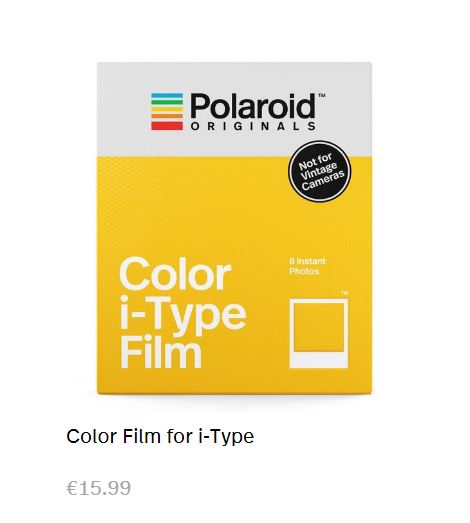 Polaroid™
ORIGINALS
Not for
Vintage
Cameras
Color
i-Type
Film
8 Instant
Photos
™
Color Film for i-Type
€15.99